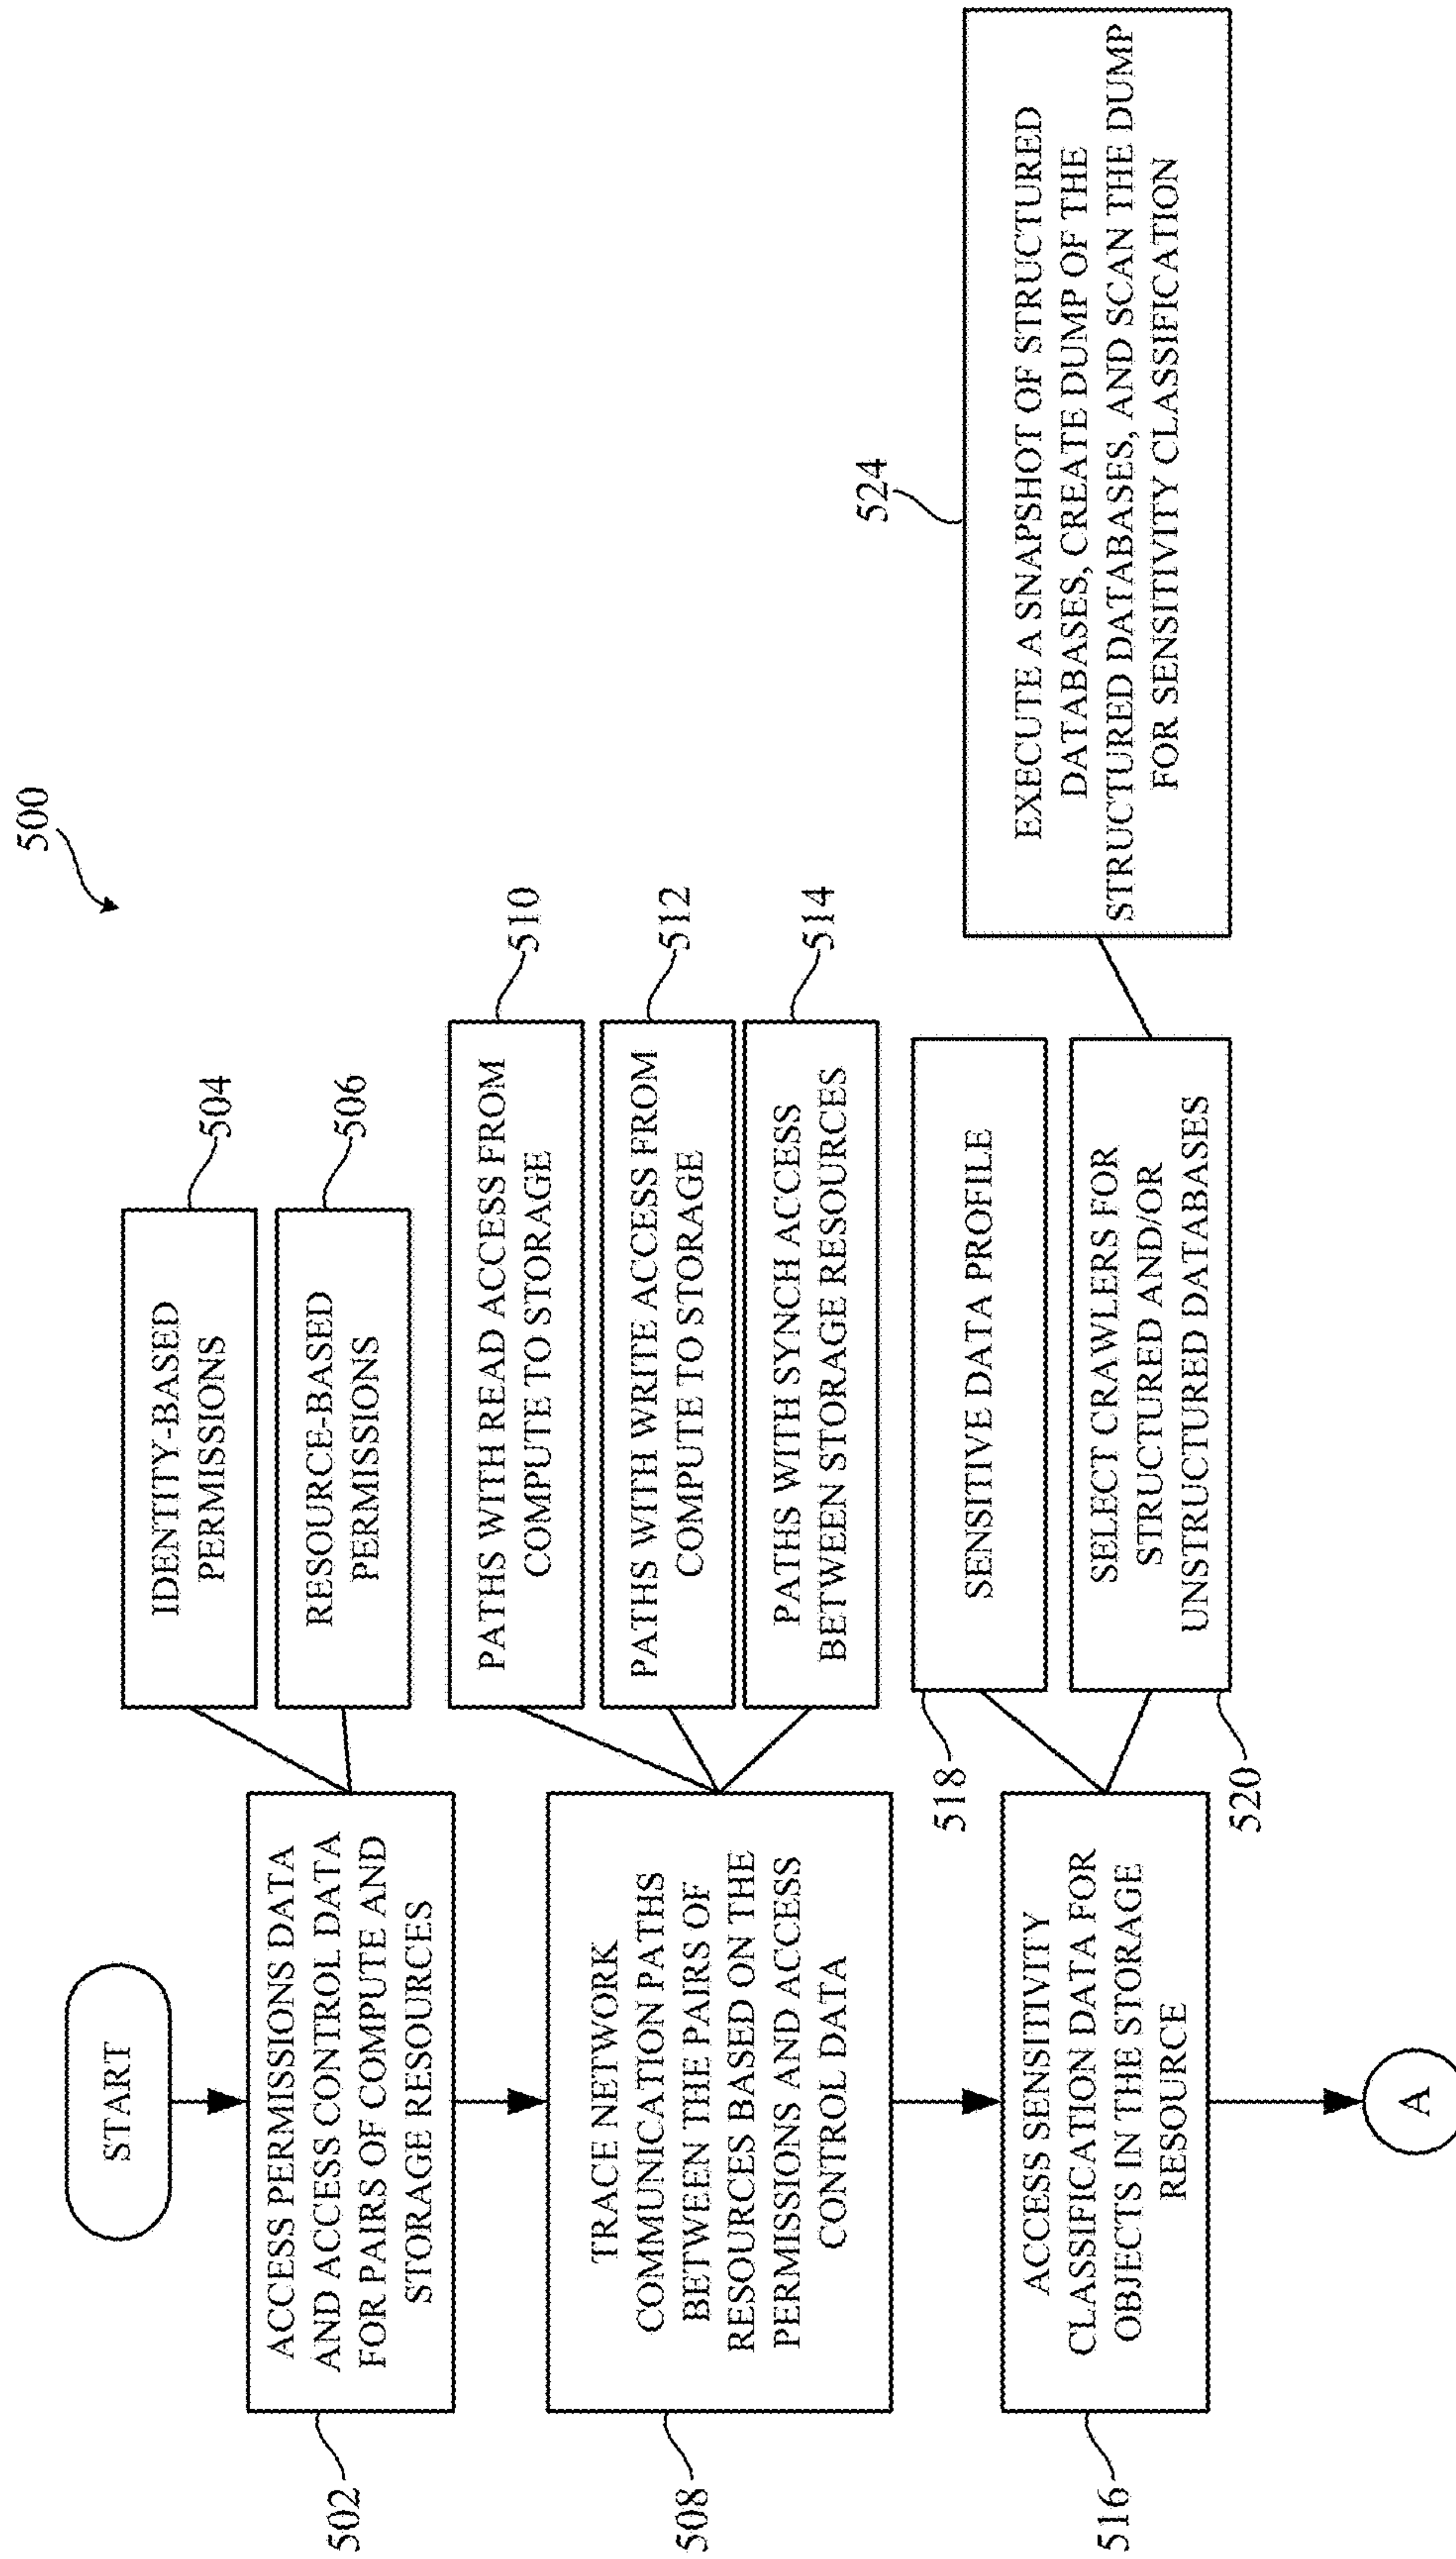 500
START
502
ACCESS PERMISSIONS DATA
AND ACCESS CONTROL DATA
FOR PAIRS OF COMPUTE AND
STORAGE RESOURCES
IDENTITY-BASED
PERMISSIONS
504
RESOURCE-BASED
PERMISSIONS
506
508
TRACE NETWORK
COMMUNICATION PATHS
BETWEEN THE PAIRS OF
RESOURCES BASED ON THE
PERMISSIONS AND ACCESS
CONTROL DATA
PATHS WITH READ ACCESS FROM
COMPUTE TO STORAGE
510
PATHS WITH WRITE ACCESS FROM
COMPUTE TO STORAGE
512
PATHS WITH SYNCH ACCESS
BETWEEN STORAGE RESOURCES
514
516
ACCESS SENSITIVITY
CLASSIFICATION DATA FOR
OBJECTS IN THE STORAGE
RESOURCE
518
SENSITIVE DATA PROFILE
520
SELECT CRAWLERS FOR
STRUCTURED AND/OR
UNSTRUCTURED DATABASES
524
EXECUTE A SNAPSHOT OF STRUCTURED
DATABASES, CREATE DUMP OF THE
STRUCTURED DATABASES, AND SCAN THE DUMP
FOR SENSITIVITY CLASSIFICATION
A